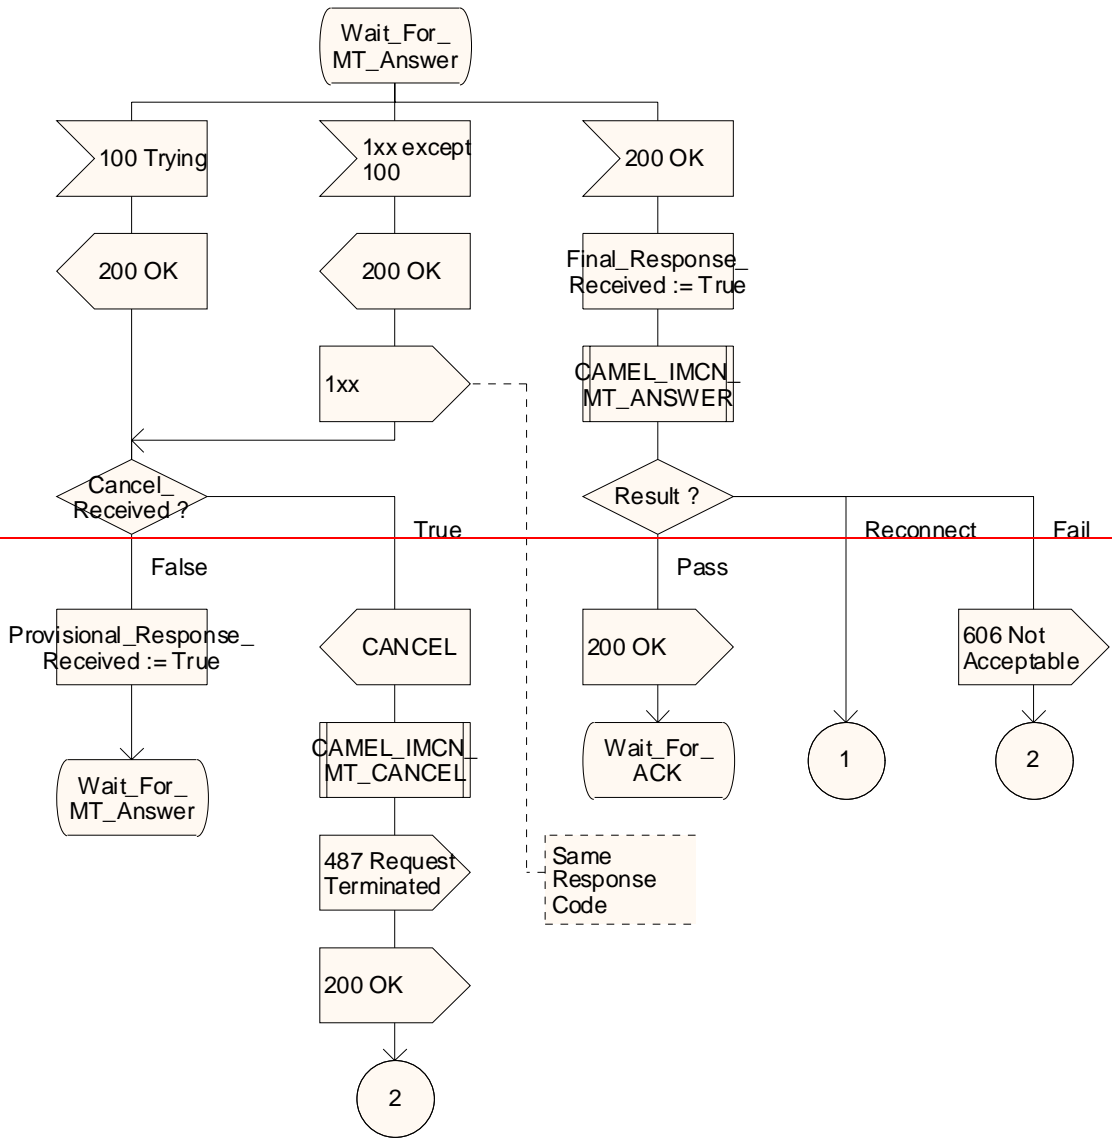 Wait_For_
MT_Answer
100 Trying
1xx except
100
200 OK
200 OK
200 OK
Final_Response_
Received := True
1xx
CAMEL_IMCN_
MT_ANSWER
Cancel_
Received ?
Result ?
True
Reconnect
Fail
False
Pass
Provisional_Response_
Received := True
CANCEL
200 OK
606 Not
Acceptable
CAMEL_IMCN_
MT_CANCEL
Wait_For_
ACK
1
2
Wait_For_
MT_Answer
487 Request
Terminated
Same
Response
Code
200 OK
2